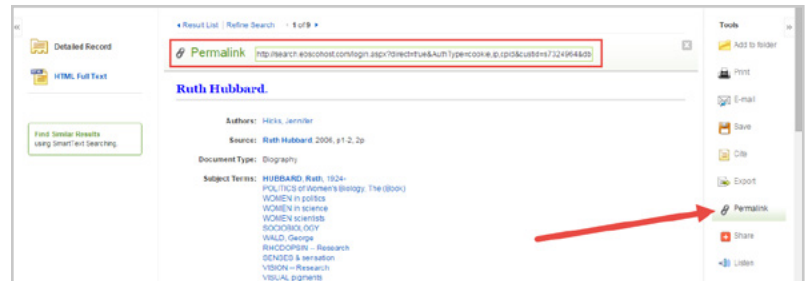 «
Detailed Record
HTML Full Text
Find Similar Results
using SmartText Searching.
Result List Refine Search 1 of 9
Permalink http://search.ebscohost.com/login.aspx?direct=true&AuthType=cookie,ip,cpid&custid=s7324964&db
Ruth Hubbard.
Authors: Hicks, Jennifer
Source: Ruth Hubbard. 2006, p1-2, 2p
Document Type: Biography
Subject Terms: HUBBARD, Ruth, 1924-
POLITICS of Women's Biology, The (Book)
WOMEN in politics
WOMEN in science
WOMEN scientists
SOCIOBIOLOGY
WALD, George
RHODOPSIN -- Research
SENSES & sensation
VISION -- Research
VISUAL pigments
Tools
»
Add to folder
Print
E-mail
Save
Cite
Export
Permalink
Share
Listen